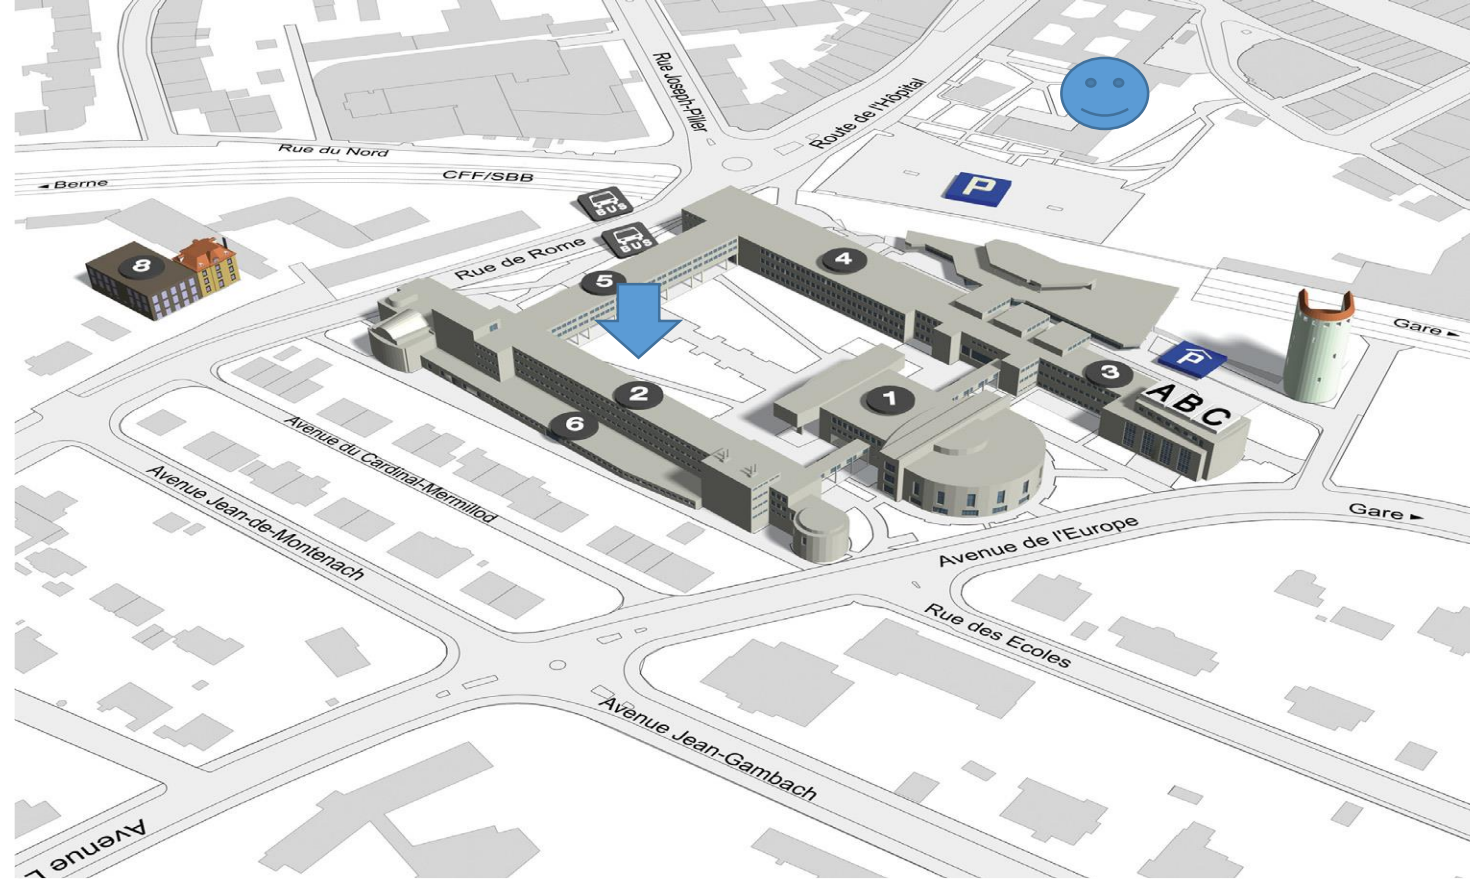 Rue Joseph-Piller
Route de l'Hôpital
Rue du Nord
CFF/SBB
◄ Berne
P
BUS
BUS
Rue de Rome
8
5
4
Gare ►
P
3
ABC
1
2
6
Avenue du Cardinal-Mermillod
Avenue Jean-de-Montenach
Gare ►
Avenue de l'Europe
Rue des Ecoles
Avenue Jean-Gambach
Avenue